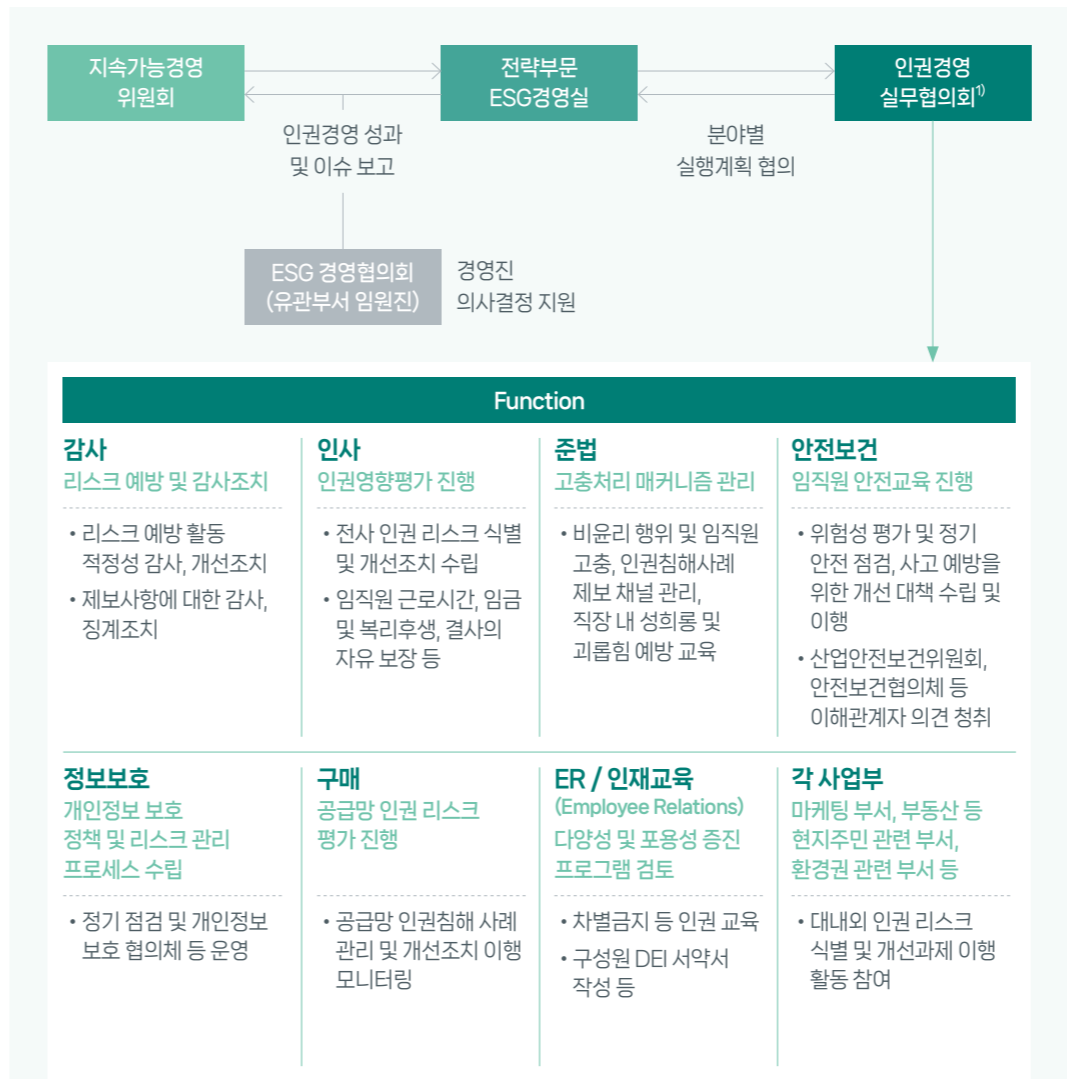 지속가능경영
위원회
전략부문
ESG경영실
인권경영
실무협의회¹⁾
인권경영 성과
및 이슈 보고
분야별
실행계획 협의
ESG 경영협의회
(유관부서 임원진)
경영진
의사결정 지원
Function
감사
리스크 예방 및 감사조치
• 리스크 예방 활동
적정성 감사, 개선조치
• 제보사항에 대한 감사,
징계조치
인사
인권영향평가 진행
• 전사 인권 리스크 식별
및 개선조치 수립
• 임직원 근로시간, 임금
및 복리후생, 결사의
자유 보장 등
준법
고충처리 매커니즘 관리
• 비윤리 행위 및 임직원
고충, 인권침해사례
제보 채널 관리,
직장 내 성희롱 및
괴롭힘 예방 교육
안전보건
임직원 안전교육 진행
• 위험성 평가 및 정기
안전 점검, 사고 예방을
위한 개선 대책 수립 및
이행
• 산업안전보건위원회,
안전보건협의체 등
이해관계자 의견 청취
정보보호
개인정보 보호
정책 및 리스크 관리
프로세스 수립
• 정기 점검 및 개인정보
보호 협의체 등 운영
구매
공급망 인권 리스크
평가 진행
• 공급망 인권침해 사례
관리 및 개선조치 이행
모니터링
ER / 인재교육
(Employee Relations)
다양성 및 포용성 증진
프로그램 검토
• 차별금지 등 인권 교육
• 구성원 DEI 서약서
작성 등
각 사업부
마케팅 부서, 부동산 등
현지주민 관련 부서,
환경권 관련 부서 등
• 대내외 인권 리스크
식별 및 개선과제 이행
활동 참여